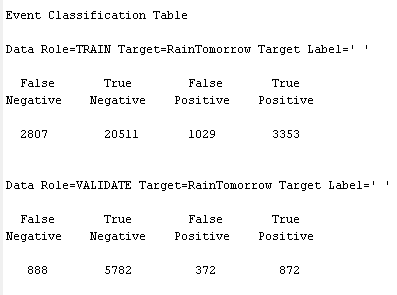 Event Classification Table
Data Role=TRAIN Target=RainTomorrow Target Label=' '
False True False True
Negative Negative Positive Positive
2807 20511 1029 3353
Data Role=VALIDATE Target=RainTomorrow Target Label=' '
False True False True
Negative Negative Positive Positive
888 5782 372 872